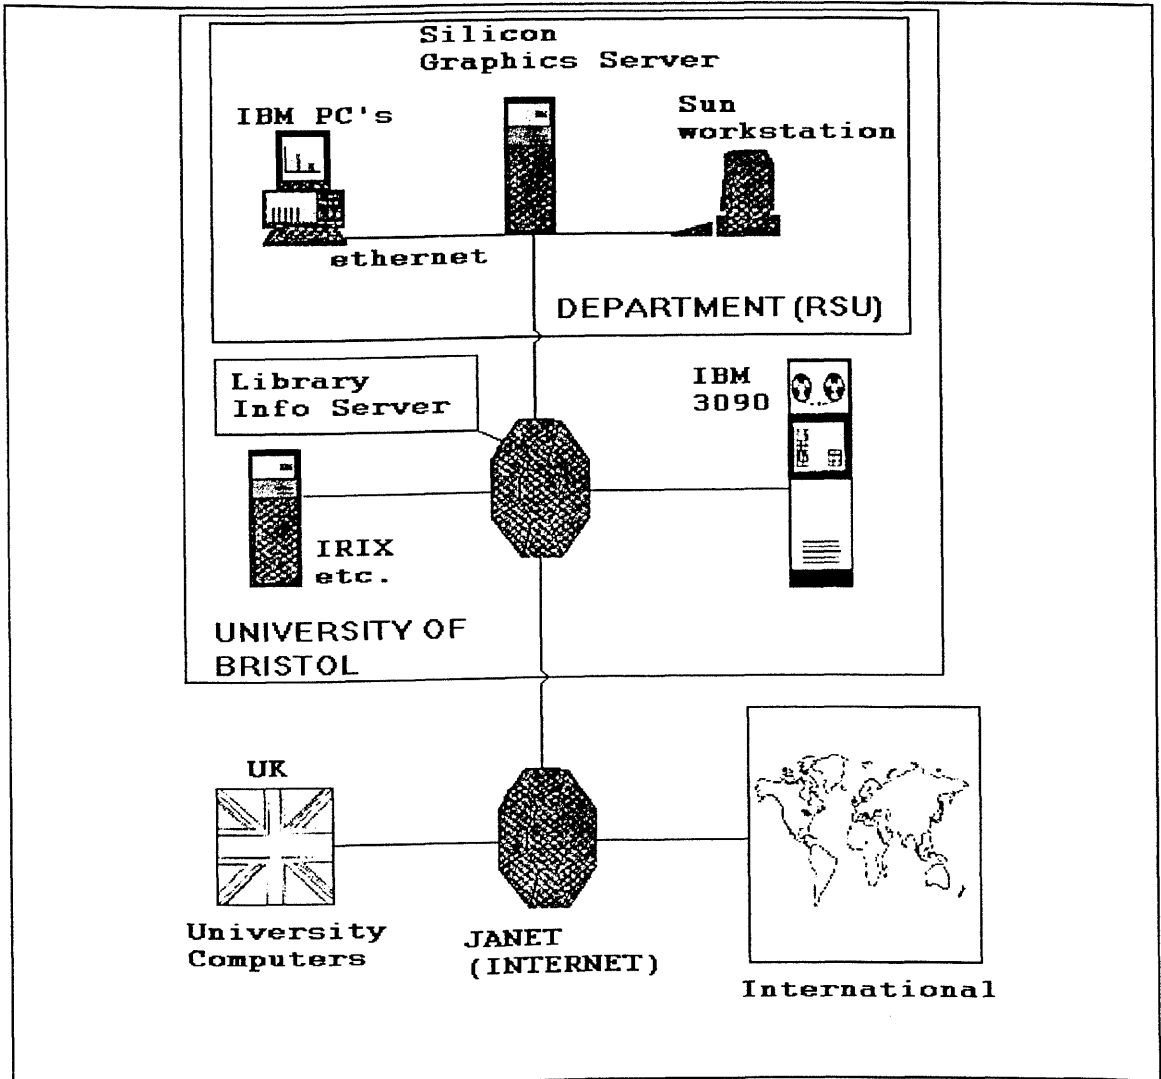 Silicon
Graphics Server
IBM PC's
Sun
workstation
ethernet
DEPARTMENT (RSU)
Library
Info Server
IBM
3090
IRIX
etc.
UNIVERSITY OF
BRISTOL
UK
University
Computers
JANET
(INTERNET)
International